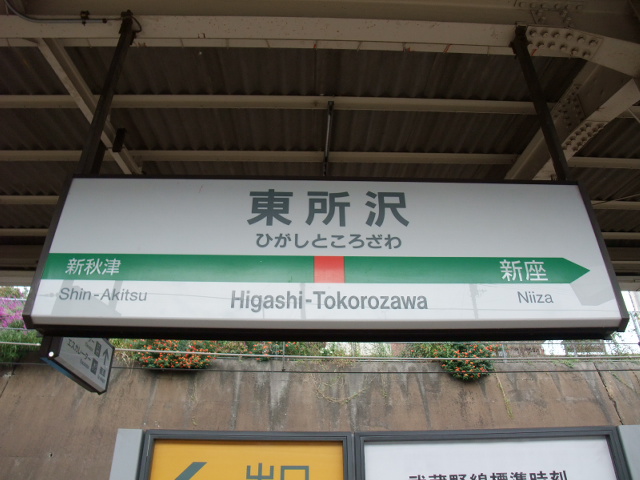 東所沢
ひがしところざわ
新秋津
新座
Shin-Akitsu
Higashi-Tokorozawa
Niiza
出口
武蔵野線標準時刻